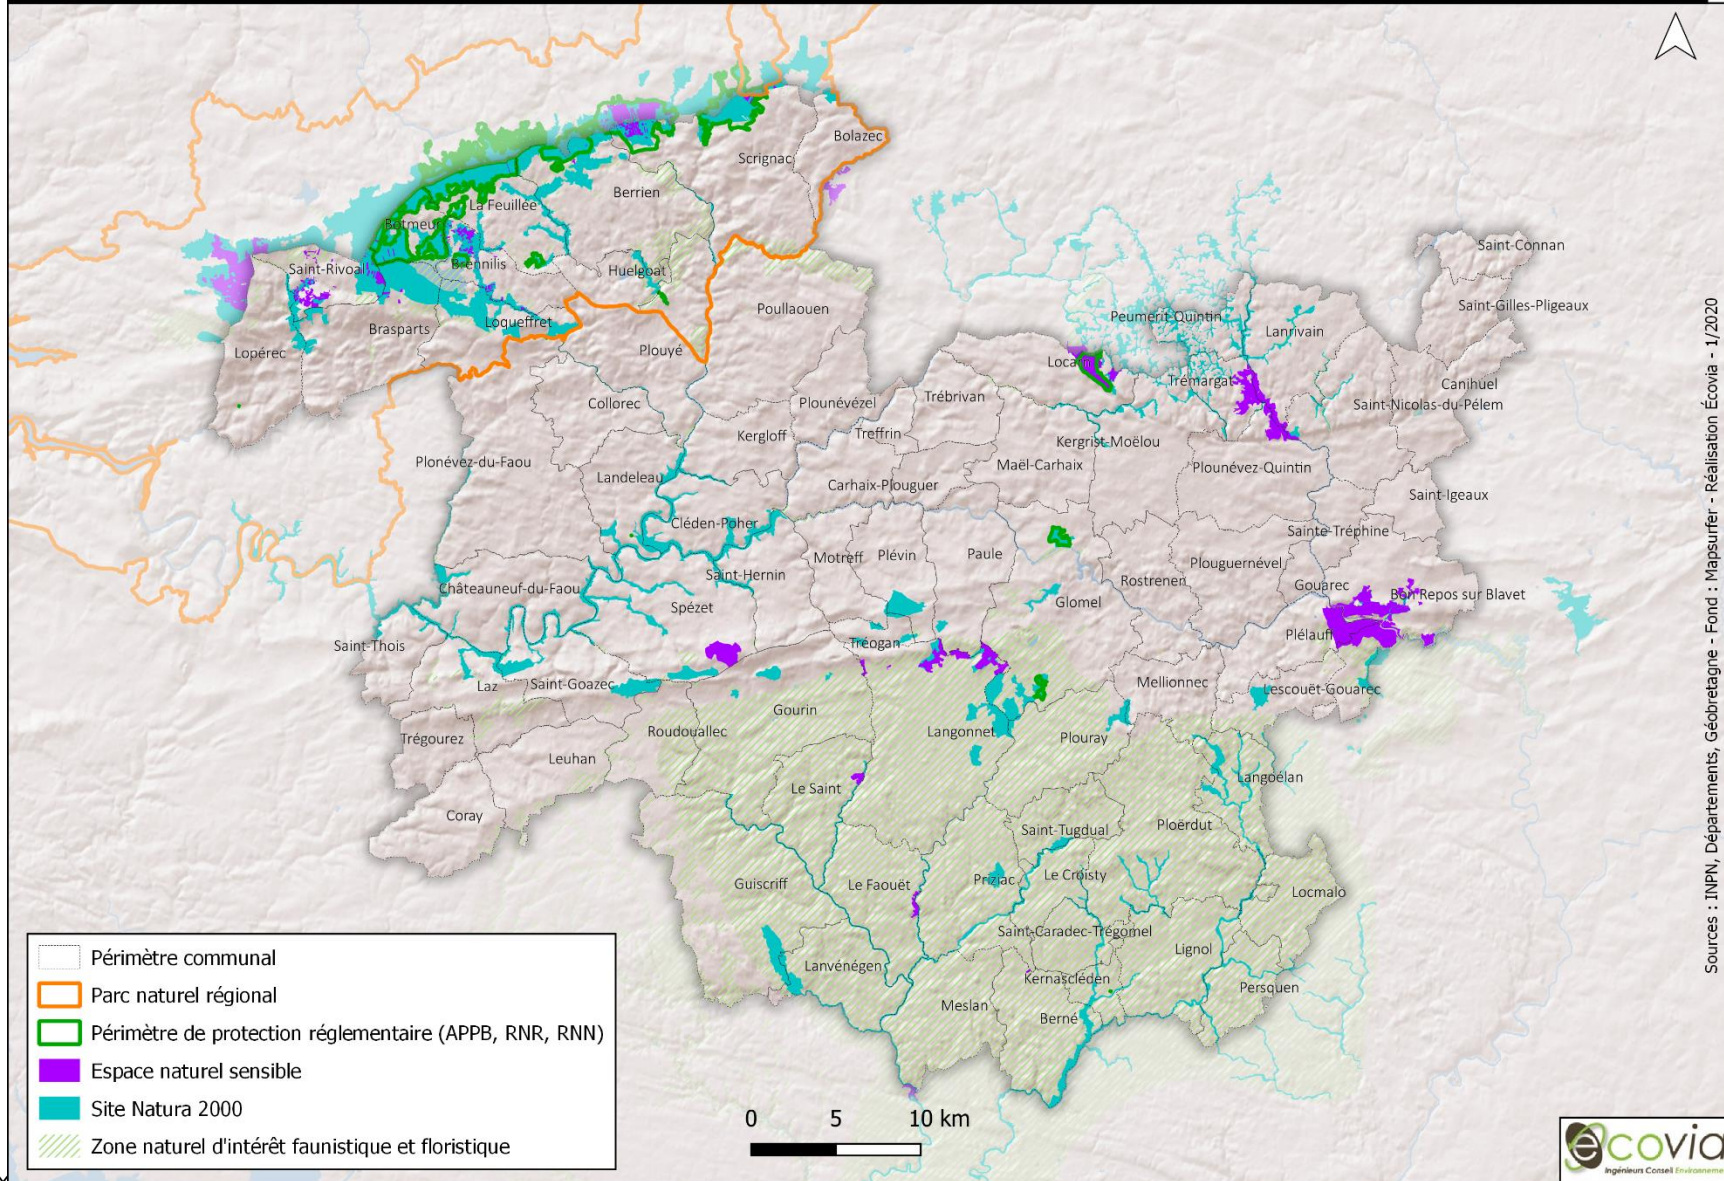 Bolazec
Scrignac
Berrien
La Feuillée
Botmeur
Saint-Connan
Brennilis
Huelgoat
Saint-Rivoal
Saint-Gilles-Pligeaux
Poullaouen
Peumerit-Quintin
Loqueffret
Brasparts
Lanrivain
Plouyé
Lopérec
Locarn
Trémargat
Canihuel
Trébrivan
Collorec
Plounévézel
Saint-Nicolas-du-Pélem
Treffrin
Kergloff
Kergrist-Moëlou
Plonévez-du-Faou
Maël-Carhaix
Plounévez-Quintin
Landeleau
Carhaix-Plouguer
Saint-Igeaux
Cléden-Poher
Sainte-Tréphine
Motreff
Plévin
Paule
Plouguernével
Saint-Hernin
Rostrenen
Gouarec
Châteauneuf-du-Faou
Bon Repos sur Blavet
Spézet
Glomel
Plélauff
Saint-Thois
Tréogan
Laz
Saint-Goazec
Mellionnec
Lescouët-Gouarec
Gourin
Roudouallec
Langonnet
Plouray
Trégourez
Leuhan
Langoëlan
Le Saint
Coray
Saint-Tugdual
Ploërdut
Guiscriff
Le Faouët
Priziac
Le Croisty
Locmalo
Saint-Caradec-Trégomel
Lignol
Lanvénégen
Kernascléden
Persquen
Meslan
Berné
Périmètre communal
Parc naturel régional
Périmètre de protection réglementaire (APPB, RNR, RNN)
Espace naturel sensible
Site Natura 2000
Zone naturel d'intérêt faunistique et floristique
0 5 10 km
Sources : INPN, Départements, Géobretagne - Fond : Mapsurfer - Réalisation Écovia - 1/2020
ecovia
Ingénieurs Conseil Environneme